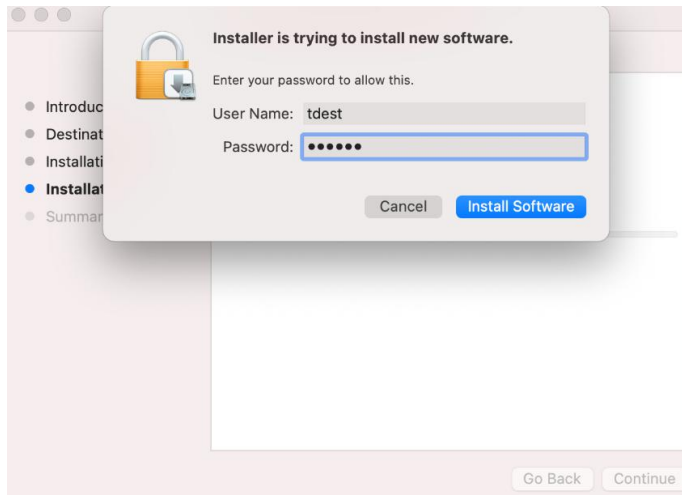 Installer is trying to install new software.
Enter your password to allow this.
User Name: tdest
Password: ••••••
Cancel Install Software
Introduc
Destinat
Installati
Installat
Summar
Go Back Continue